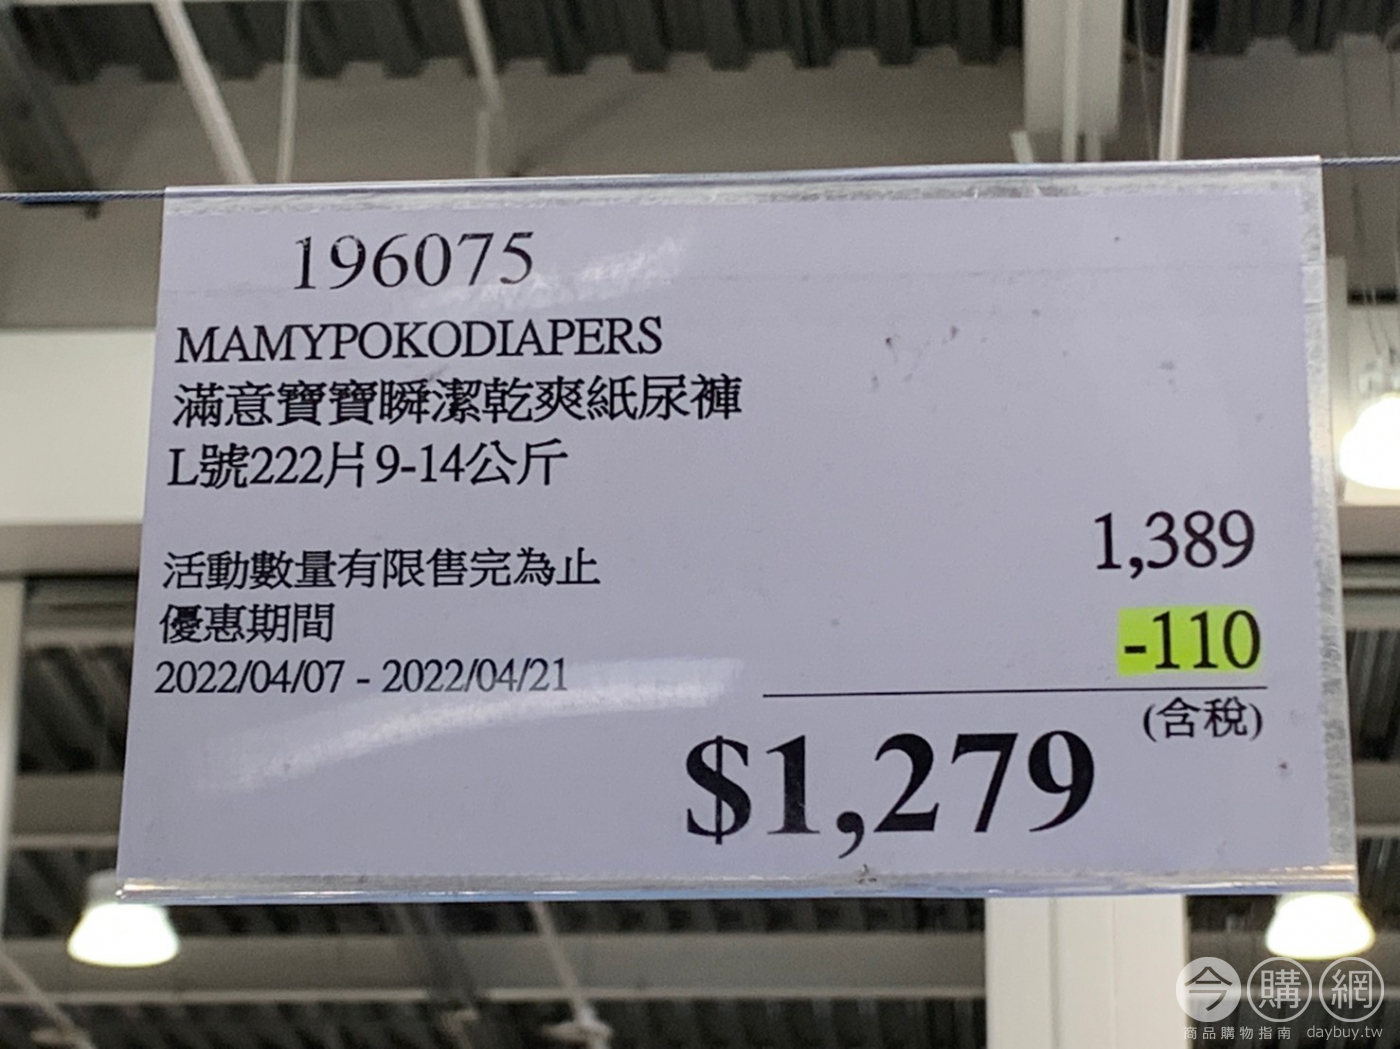 196075
MAMYPOKODIAPERS
滿意寶寶瞬潔乾爽紙尿褲
L號222片9-14公斤
1,389
活動數量有限售完為止
優惠期間
-110
2022/04/07 - 2022/04/21
(含稅)
$1,279
今購網
商品購物指南 daybuy.tw